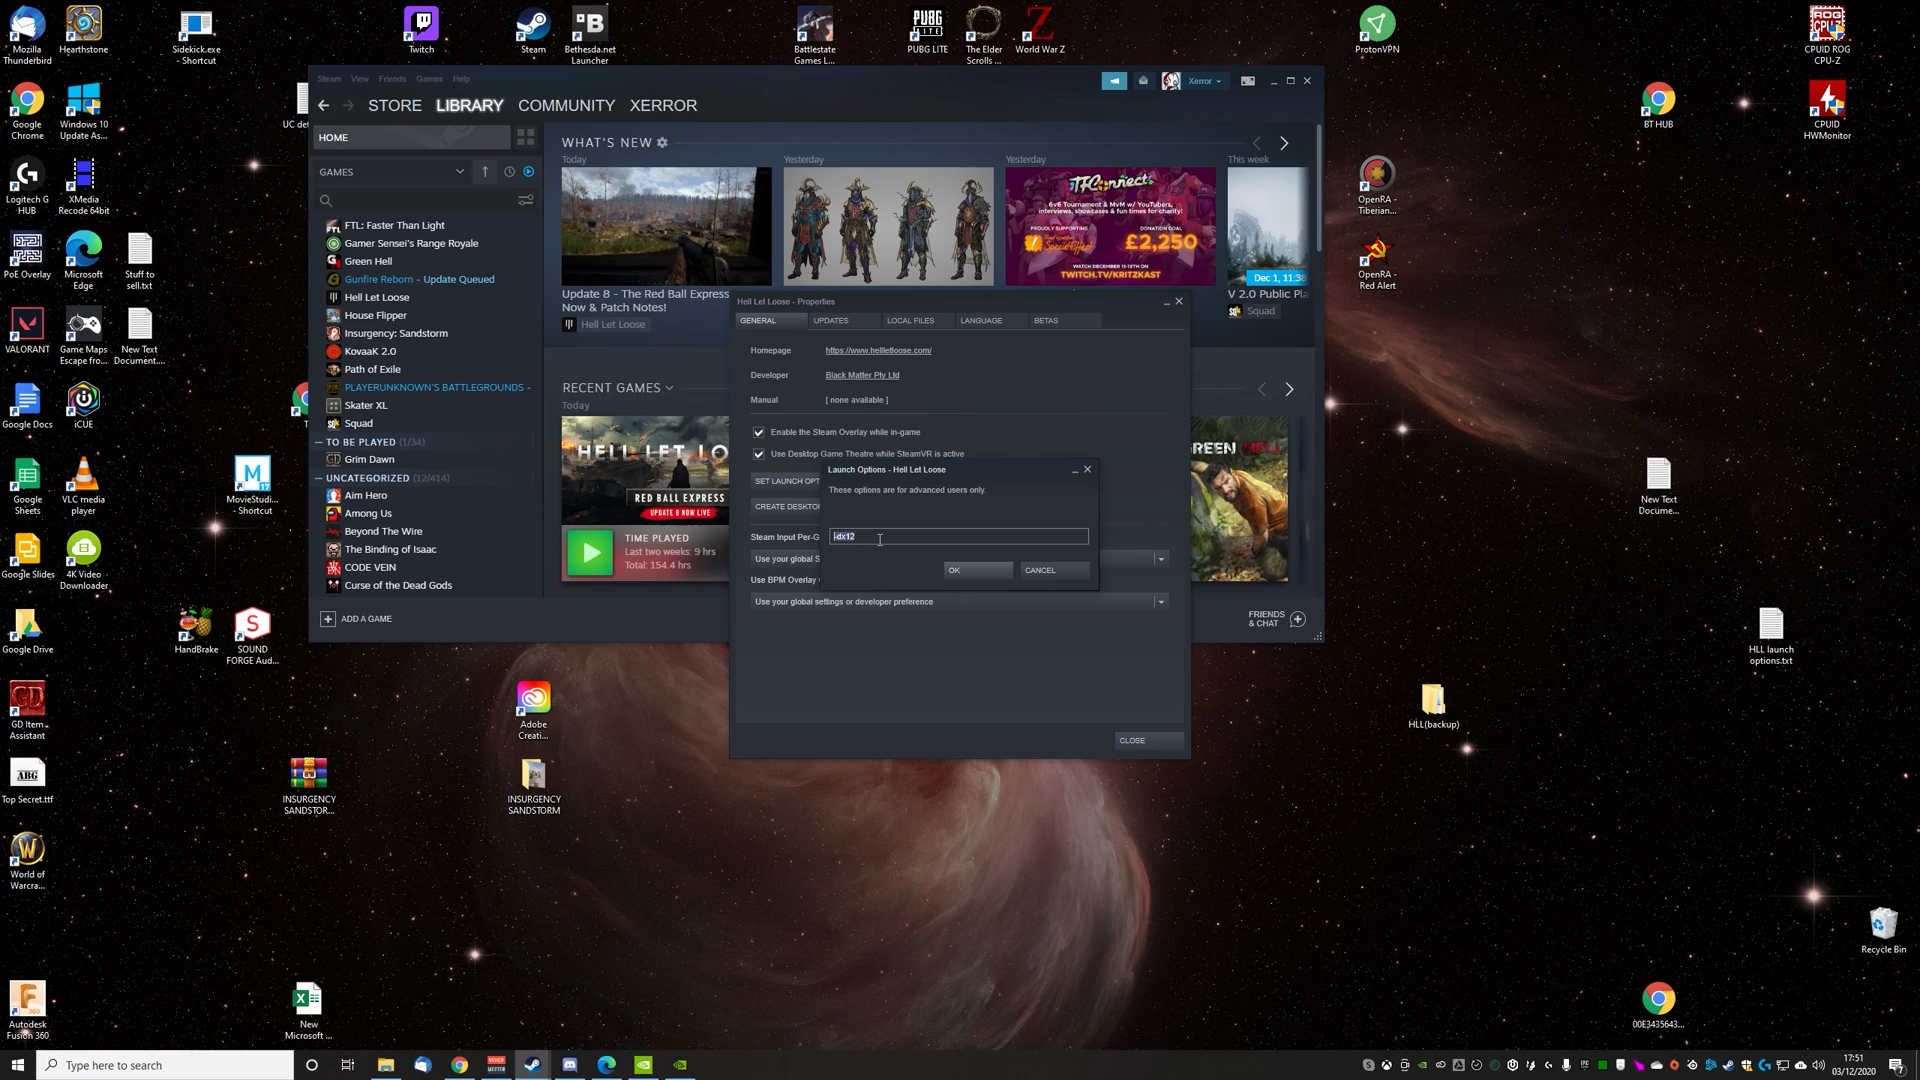 Mozilla Thunderbird
Hearthstone
Sidekick.exe - Shortcut
Twitch
Steam
Bethesda.net Launcher
Battlestate Games L...
PUBG LITE
The Elder Scrolls ...
World War Z
ProtonVPN
CPUID ROG CPU-Z
Google Chrome
Windows 10 Update As...
UC def
BT HUB
CPUID HWMonitor
Logitech G HUB
XMedia Recode 64bit
OpenRA - Tiberian...
PoE Overlay
Microsoft Edge
Stuff to sell.txt
OpenRA - Red Alert
VALORANT
Game Maps Escape fro...
New Text Document....
Google Docs
iCUE
Google Sheets
VLC media player
MovieStudi... - Shortcut
New Text Docume...
Google Slides
4K Video Downloader
Google Drive
HandBrake
SOUND FORGE Aud...
HLL launch options.txt
GD Item Assistant
Adobe Creati...
HLL(backup)
ABG
Top Secret.ttf
INSURGENCY SANDSTOR...
INSURGENCY SANDSTORM
World of Warcra...
Recycle Bin
Autodesk Fusion 360
New Microsoft ...
00E3435643...
Steam View Friends Games Help
Xerror
STORE LIBRARY COMMUNITY XERROR
HOME
GAMES
FTL: Faster Than Light
Gamer Sensei's Range Royale
Green Hell
Gunfire Reborn - Update Queued
Hell Let Loose
House Flipper
Insurgency: Sandstorm
KovaaK 2.0
Path of Exile
PLAYERUNKNOWN'S BATTLEGROUNDS -
Skater XL
Squad
TO BE PLAYED (1/34)
Grim Dawn
UNCATEGORIZED (12/414)
Aim Hero
Among Us
Beyond The Wire
The Binding of Isaac
CODE VEIN
Curse of the Dead Gods
ADD A GAME
WHAT'S NEW
Today
Yesterday
Yesterday
This week
TFConnect
6v6 Tournament & MvM w/ YouTubers,
interviews, showcases & fun times for charity!
PROUDLY SUPPORTING
SpecialEffect
DONATION GOAL
£2,250
WATCH DECEMBER 11-13TH ON
TWITCH.TV/KRITZKAST
Dec 1, 11:38
Update 8 - The Red Ball Express
Now & Patch Notes!
Hell Let Loose
V 2.0 Public Pla
Squad
RECENT GAMES
Today
HELL LET LO
RED BALL EXPRESS
UPDATE 8 NOW LIVE
TIME PLAYED
Last two weeks: 9 hrs
Total: 154.4 hrs
GREEN HELL
FRIENDS
& CHAT
Hell Let Loose - Properties
GENERAL UPDATES LOCAL FILES LANGUAGE BETAS
Homepage https://www.hellletloose.com/
Developer Black Matter Pty Ltd
Manual [ none available ]
Enable the Steam Overlay while in-game
Use Desktop Game Theatre while SteamVR is active
SET LAUNCH OPT
CREATE DESKTO
Steam Input Per-G
Use your global S
Use BPM Overlay
Use your global settings or developer preference
CLOSE
Launch Options - Hell Let Loose
These options are for advanced users only.
-dx12
OK CANCEL
Type here to search
17:51
03/12/2020